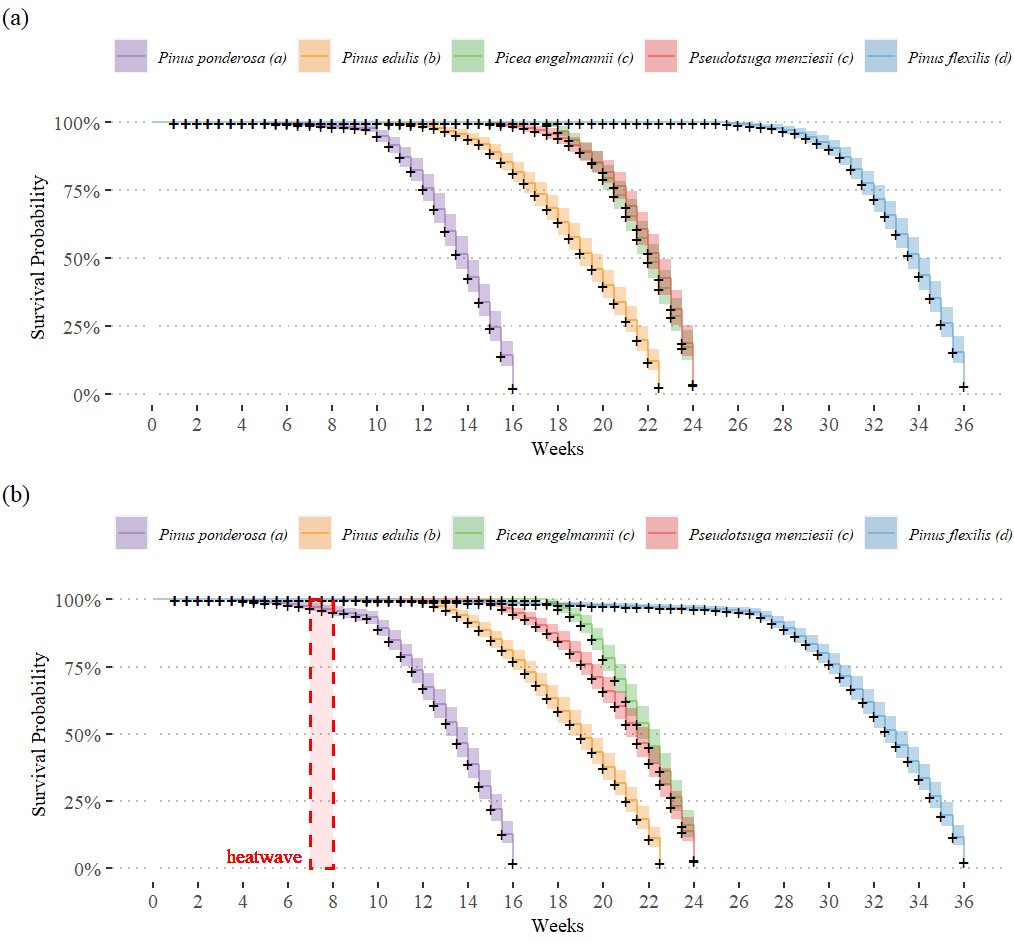 (a)
Pinus ponderosa (a) Pinus edulis (b) Picea engelmannii (c) Pseudotsuga menziesii (c) Pinus flexilis (d)
Survival Probability
100%
75%
50%
25%
0%
0 2 4 6 8 10 12 14 16 18 20 22 24 26 28 30 32 34 36
Weeks
(b)
Pinus ponderosa (a) Pinus edulis (b) Picea engelmannii (c) Pseudotsuga menziesii (c) Pinus flexilis (d)
Survival Probability
100%
75%
50%
25%
heatwave
0%
0 2 4 6 8 10 12 14 16 18 20 22 24 26 28 30 32 34 36
Weeks